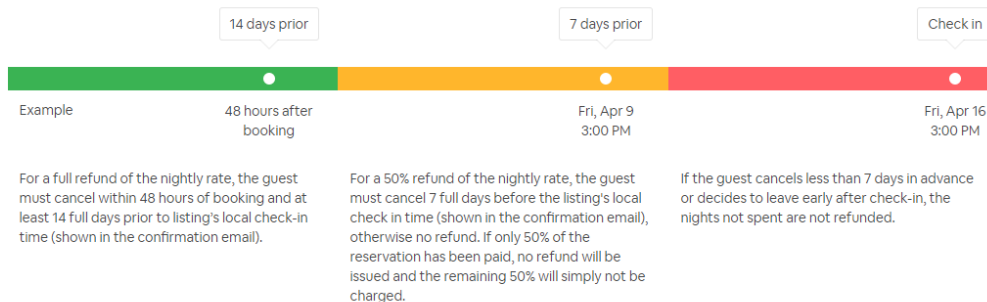 14 days prior
7 days prior
Check in
Example
48 hours after
booking
Fri, Apr 9
3:00 PM
Fri, Apr 16
3:00 PM
For a full refund of the nightly rate, the guest
must cancel within 48 hours of booking and at
least 14 full days prior to listing's local check-in
time (shown in the confirmation email).
For a 50% refund of the nightly rate, the guest
must cancel 7 full days before the listing's local
check in time (shown in the confirmation email),
otherwise no refund. If only 50% of the
reservation has been paid, no refund will be
issued and the remaining 50% will simply not be
charged.
If the guest cancels less than 7 days in advance
or decides to leave early after check-in, the
nights not spent are not refunded.